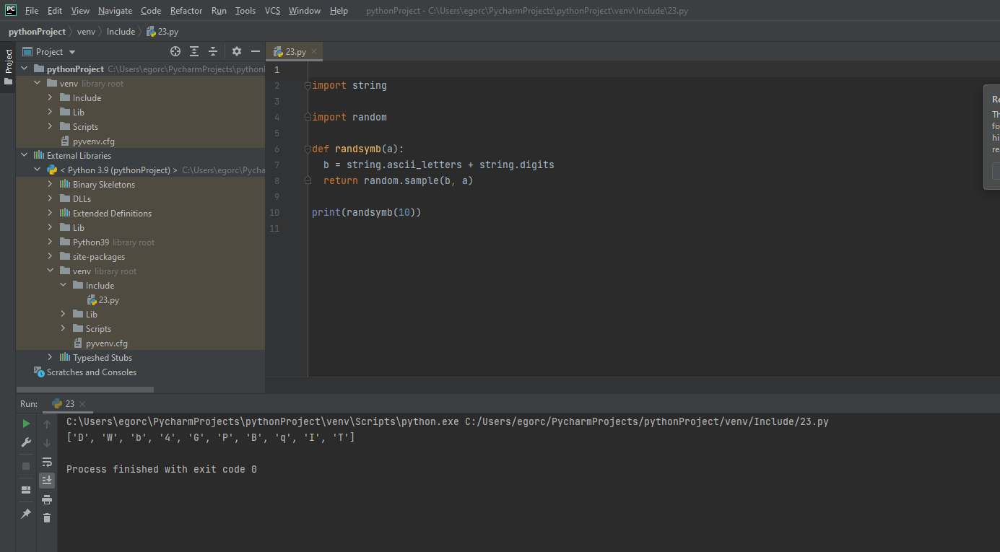 PC File Edit View Navigate Code Refactor Run Tools VCS Window Help pythonProject - C:\Users\egorc\PycharmProjects\pythonProject\venv\Include\23.py
pythonProject venv Include 23.py
Project
Project
pythonProject C:\Users\egorc\PycharmProjects\python
venv library root
Include
Lib
Scripts
pyvenv.cfg
External Libraries
< Python 3.9 (pythonProject) > C:\Users\egorc\Pycha
Binary Skeletons
DLLs
Extended Definitions
Lib
Python39 library root
site-packages
venv library root
Include
23.py
Lib
Scripts
pyvenv.cfg
Typeshed Stubs
Scratches and Consoles
23.py
1
2 import string
3
4 import random
5
6 def randsymb(a):
7 b = string.ascii_letters + string.digits
8 return random.sample(b, a)
9
10 print(randsymb(10))
11
Re
Th
fo
hi
re
Run: 23
C:\Users\egorc\PycharmProjects\pythonProject\venv\Scripts\python.exe C:/Users/egorc/PycharmProjects/pythonProject/venv/Include/23.py
['D', 'W', 'b', '4', 'G', 'P', 'B', 'q', 'I', 'T']
Process finished with exit code 0